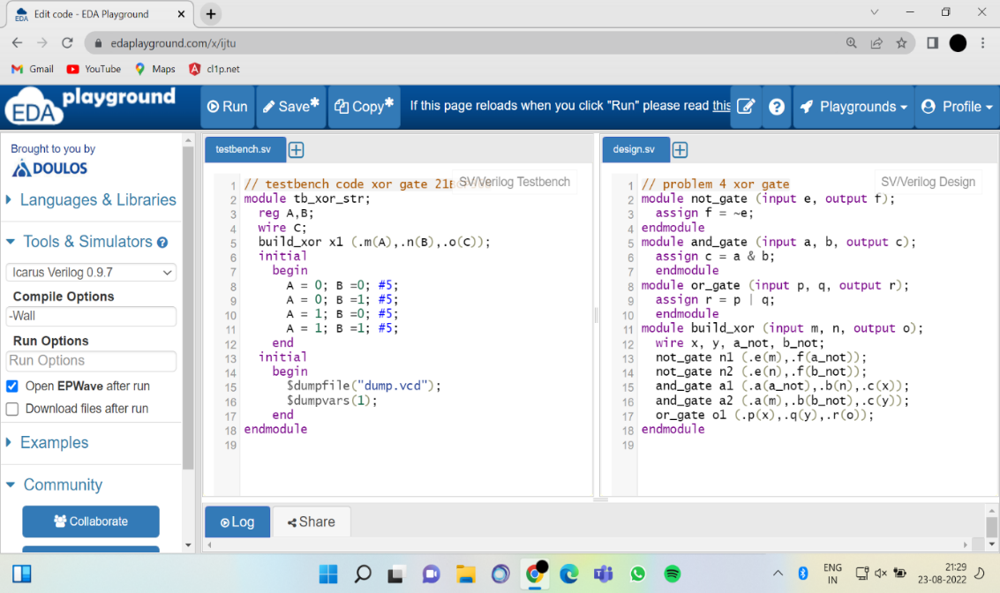 Edit code - EDA Playground
edaplayground.com/x/ijtu
Gmail
YouTube
Maps
cl1p.net
EDA playground
Run
Save*
Copy*
If this page reloads when you click "Run" please read this
Playgrounds
Profile
Brought to you by
DOULOS
Languages & Libraries
Tools & Simulators
Icarus Verilog 0.9.7
Compile Options
-Wall
Run Options
Run Options
Open EPWave after run
Download files after run
Examples
Community
Collaborate
testbench.sv
SV/Verilog Testbench
1 // testbench code xor gate
2 module tb_xor_str;
3 reg A,B;
4 wire C;
5 build_xor x1 (.m(A),.n(B),.o(C));
6 initial
7 begin
8 A = 0; B =0; #5;
9 A = 0; B =1; #5;
10 A = 1; B =0; #5;
11 A = 1; B =1; #5;
12 end
13 initial
14 begin
15 $dumpfile("dump.vcd");
16 $dumpvars(1);
17 end
18 endmodule
19
design.sv
SV/Verilog Design
1 // problem 4 xor gate
2 module not_gate (input e, output f);
3 assign f = ~e;
4 endmodule
5 module and_gate (input a, b, output c);
6 assign c = a & b;
7 endmodule
8 module or_gate (input p, q, output r);
9 assign r = p | q;
10 endmodule
11 module build_xor (input m, n, output o);
12 wire x, y, a_not, b_not;
13 not_gate n1 (.e(m),.f(a_not));
14 not_gate n2 (.e(n),.f(b_not));
15 and_gate a1 (.a(a_not),.b(n),.c(x));
16 and_gate a2 (.a(m),.b(b_not),.c(y));
17 or_gate o1 (.p(x),.q(y),.r(o));
18 endmodule
19
Log
Share
ENG
IN
21:29
23-08-2022